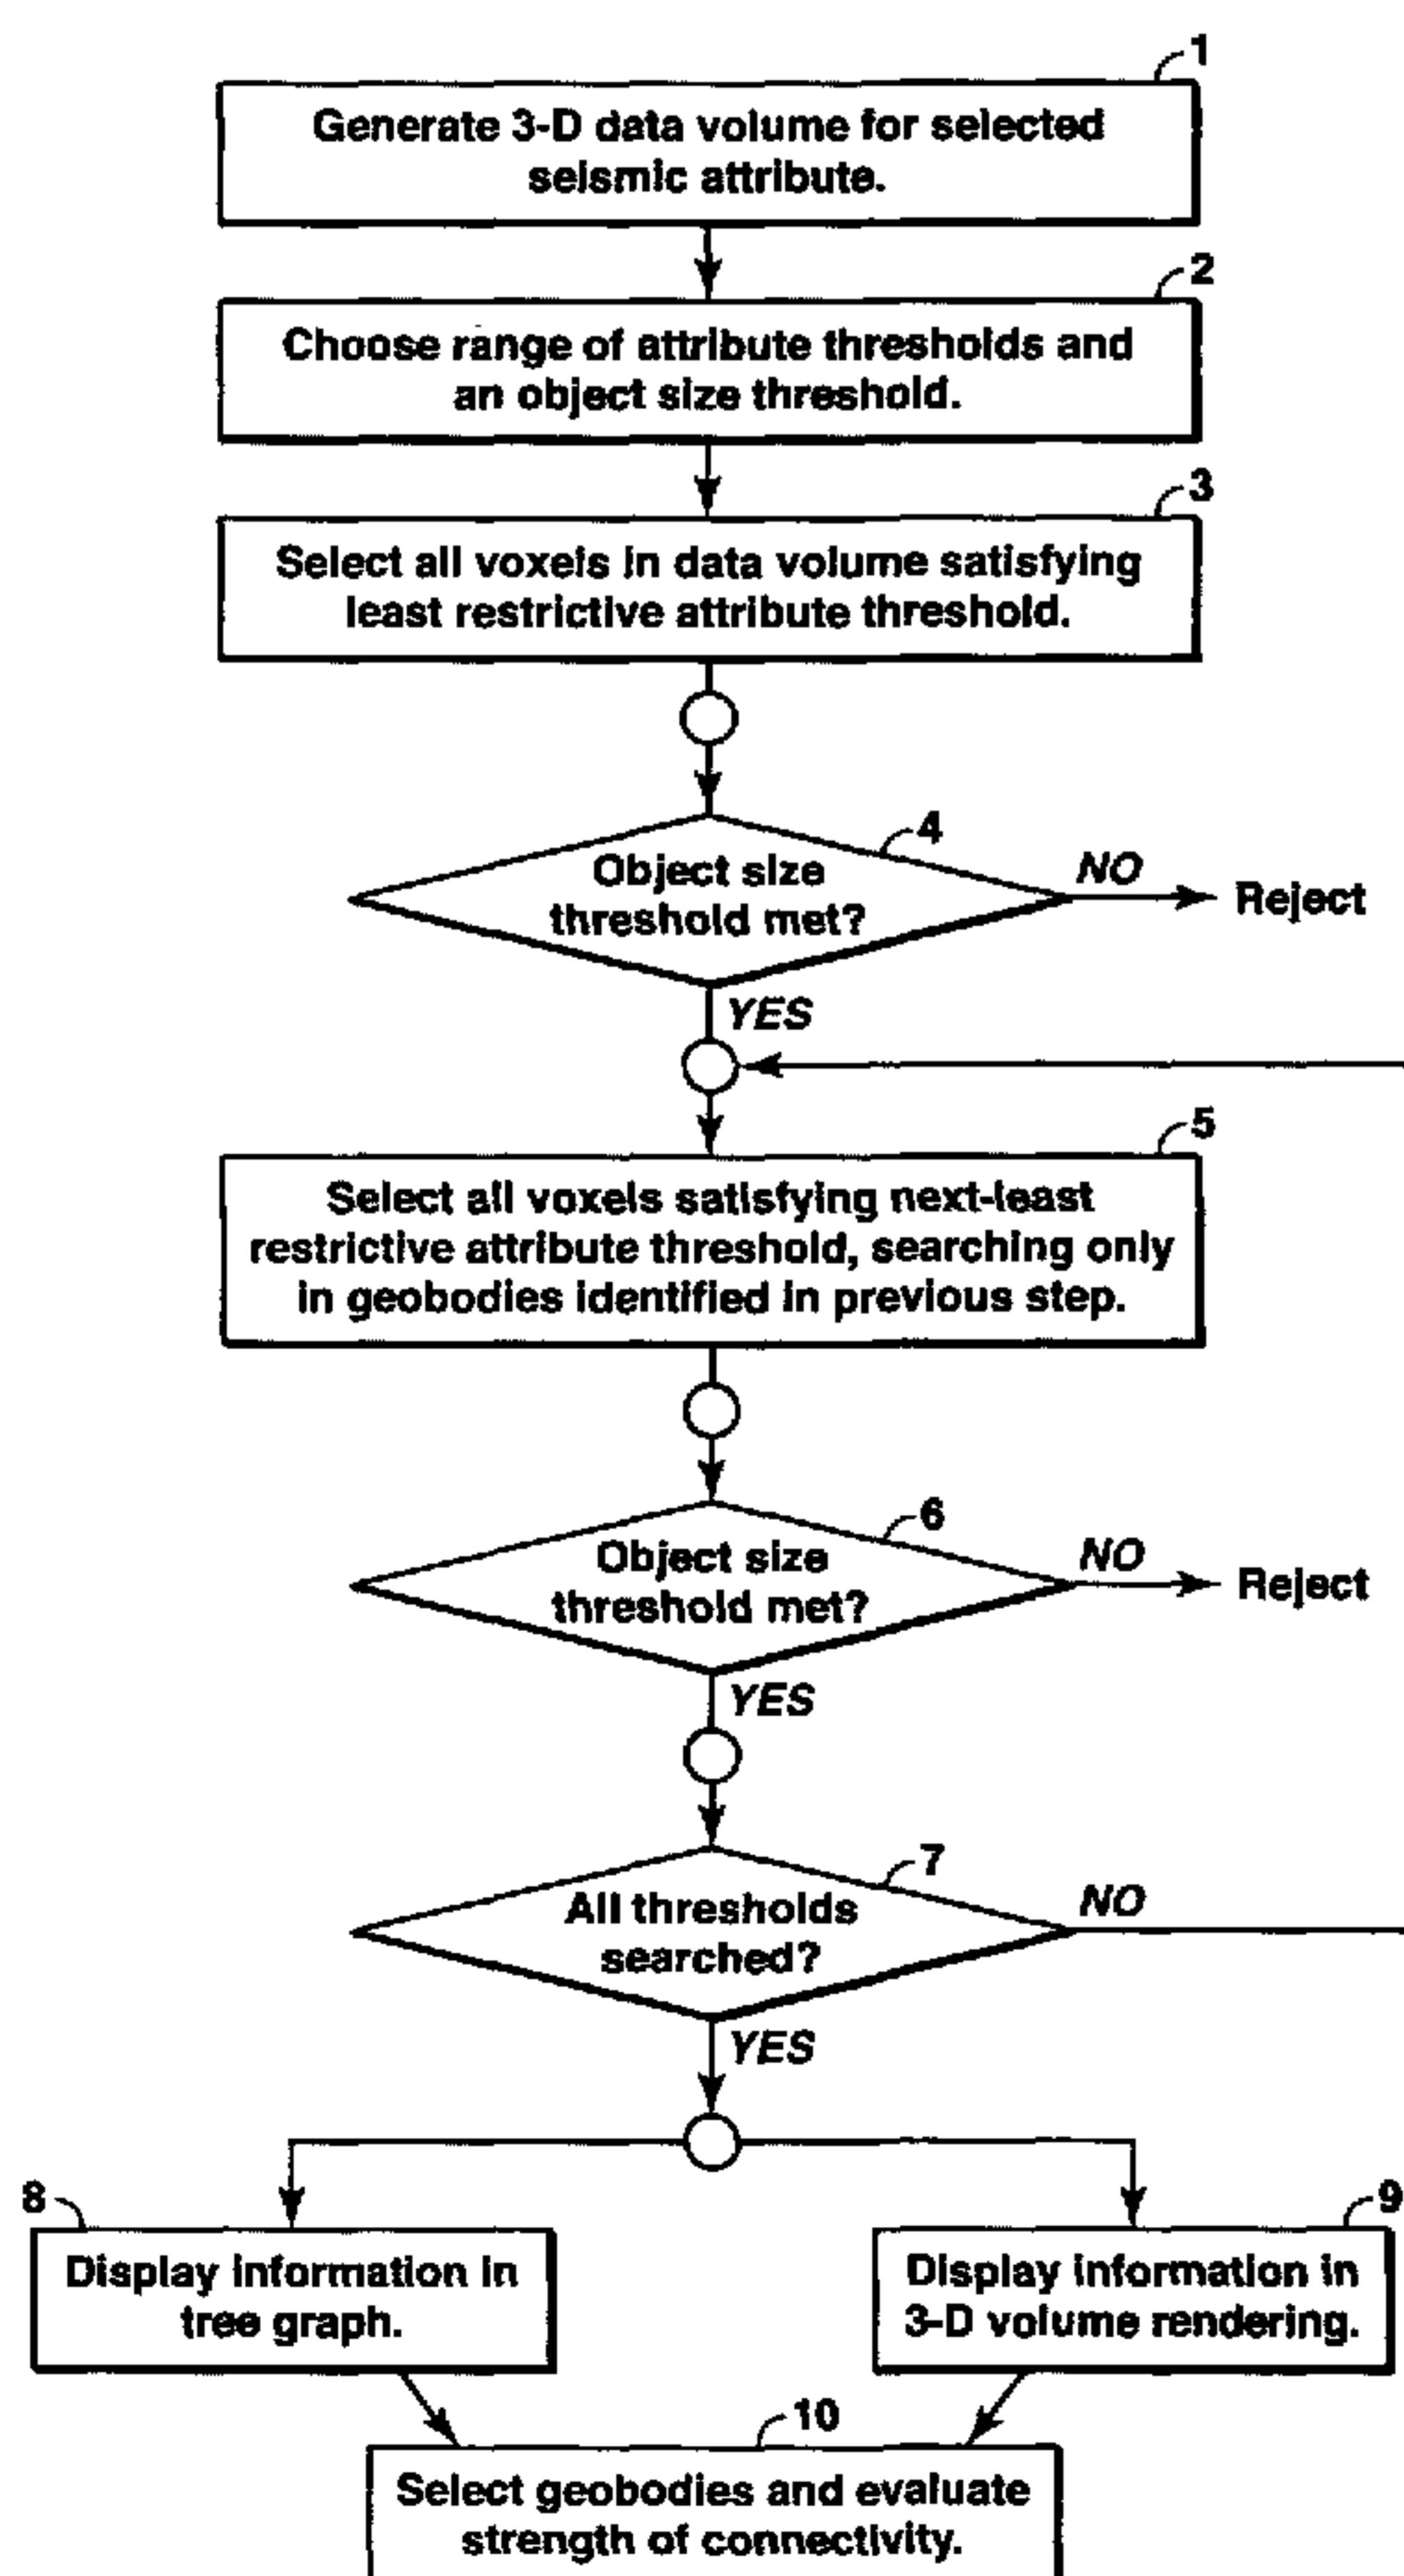 1
Generate 3-D data volume for selected
seismic attribute.
2
Choose range of attribute thresholds and
an object size threshold.
3
Select all voxels in data volume satisfying
least restrictive attribute threshold.
4
Object size
threshold met?
NO
Reject
YES
5
Select all voxels satisfying next-least
restrictive attribute threshold, searching only
in geobodies identified in previous step.
6
Object size
threshold met?
NO
Reject
YES
7
All thresholds
searched?
NO
YES
8
Display information in
tree graph.
9
Display information in
3-D volume rendering.
10
Select geobodies and evaluate
strength of connectivity.